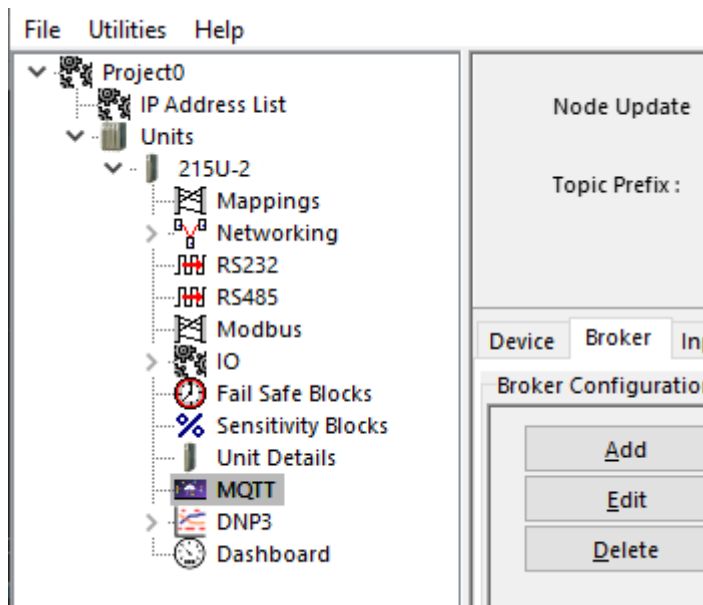 File Utilities Help
Project0
IP Address List
Units
215U-2
Mappings
Networking
RS232
RS485
Modbus
IO
Fail Safe Blocks
Sensitivity Blocks
Unit Details
MQTT
DNP3
Dashboard
Node Update
Topic Prefix :
Device Broker
Broker Configuration
Add
Edit
Delete